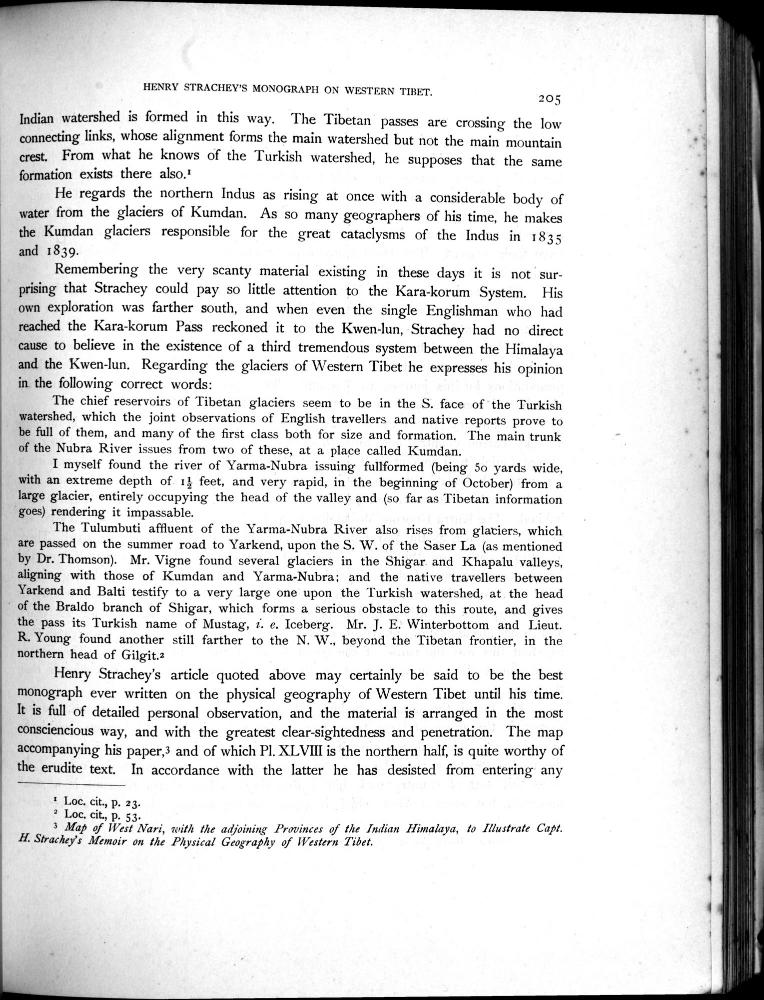 HENRY STRACHEY'S MONOGRAPH ON WESTERN TIBET.
205
Indian watershed is formed in this way. The Tibetan passes are crossing the low
connecting links, whose alignment forms the main watershed but not the main mountain
crest. From what he knows of the Turkish watershed, he supposes that the same
formation exists there also.¹
He regards the northern Indus as rising at once with a considerable body of
water from the glaciers of Kumdan. As so many geographers of his time, he makes
the Kumdan glaciers responsible for the great cataclysms of the Indus in 1835
and 1839.
Remembering the very scanty material existing in these days it is not sur-
prising that Strachey could pay so little attention to the Kara-korum System. His
own exploration was farther south, and when even the single Englishman who had
reached the Kara-korum Pass reckoned it to the Kwen-lun, Strachey had no direct
cause to believe in the existence of a third tremendous system between the Himalaya
and the Kwen-lun. Regarding the glaciers of Western Tibet he expresses his opinion
in the following correct words:
The chief reservoirs of Tibetan glaciers seem to be in the S. face of the Turkish
watershed, which the joint observations of English travellers and native reports prove to
be full of them, and many of the first class both for size and formation. The main trunk
of the Nubra River issues from two of these, at a place called Kumdan.
I myself found the river of Yarma-Nubra issuing fullformed (being 50 yards wide,
with an extreme depth of 1½ feet, and very rapid, in the beginning of October) from a
large glacier, entirely occupying the head of the valley and (so far as Tibetan information
goes) rendering it impassable.
The Tulumbuti affluent of the Yarma-Nubra River also rises from glaciers, which
are passed on the summer road to Yarkend, upon the S. W. of the Saser La (as mentioned
by Dr. Thomson). Mr. Vigne found several glaciers in the Shigar and Khapalu valleys,
aligning with those of Kumdan and Yarma-Nubra; and the native travellers between
Yarkend and Balti testify to a very large one upon the Turkish watershed, at the head
of the Braldo branch of Shigar, which forms a serious obstacle to this route, and gives
the pass its Turkish name of Mustag, i. e. Iceberg. Mr. J. E. Winterbottom and Lieut.
R. Young found another still farther to the N. W., beyond the Tibetan frontier, in the
northern head of Gilgit.²
Henry Strachey's article quoted above may certainly be said to be the best
monograph ever written on the physical geography of Western Tibet until his time.
It is full of detailed personal observation, and the material is arranged in the most
consciencious way, and with the greatest clear-sightedness and penetration. The map
accompanying his paper,³ and of which Pl. XLVIII is the northern half, is quite worthy of
the erudite text. In accordance with the latter he has desisted from entering any
¹ Loc. cit., p. 23.
² Loc. cit., p. 53.
³ Map of West Nari, with the adjoining Provinces of the Indian Himalaya, to Illustrate Capt.
H. Strachey's Memoir on the Physical Geography of Western Tibet.